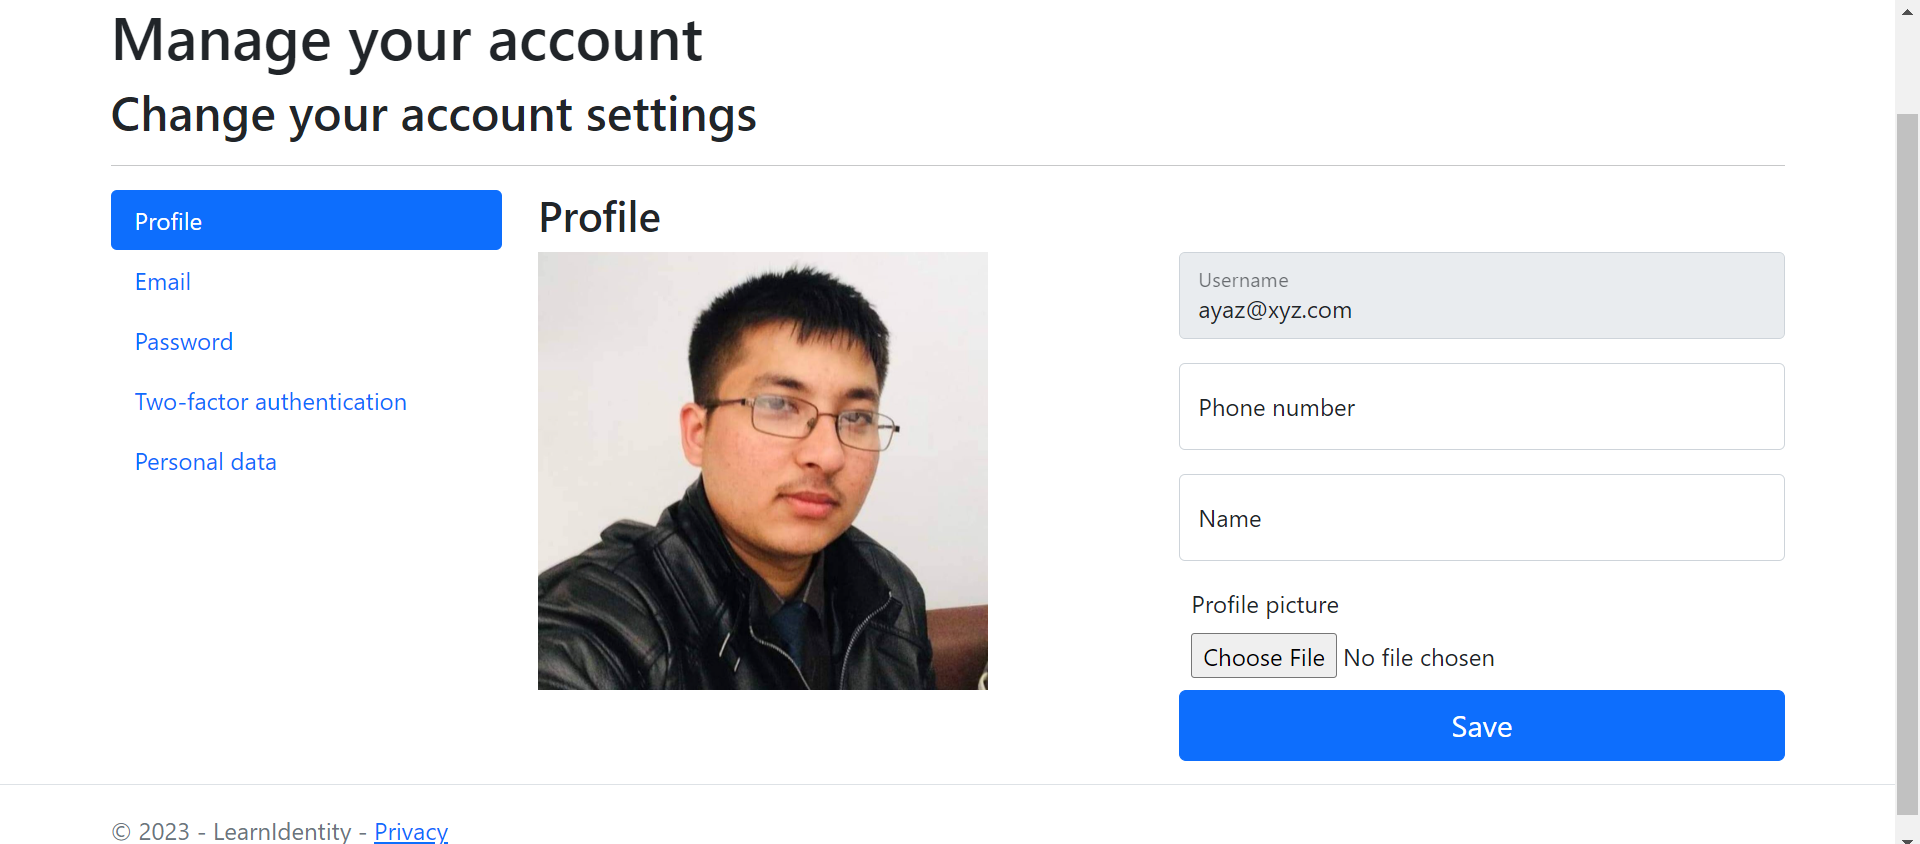 Manage your account
Change your account settings
Profile
Email
Password
Two-factor authentication
Personal data
Profile
Username
ayaz@xyz.com
Phone number
Name
Profile picture
Choose File No file chosen
Save
© 2023 - LearnIdentity - Privacy